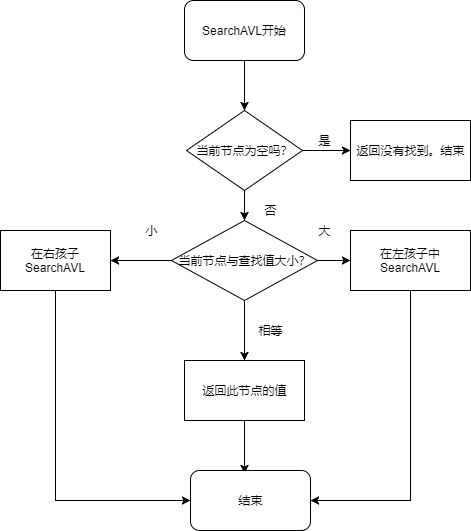 SearchAVL开始
当前节点为空吗?
是
返回没有找到。结束
否
小
大
在右孩子
SearchAVL
当前节点与查找值大小?
在左孩子中
SearchAVL
相等
返回此节点的值
结束